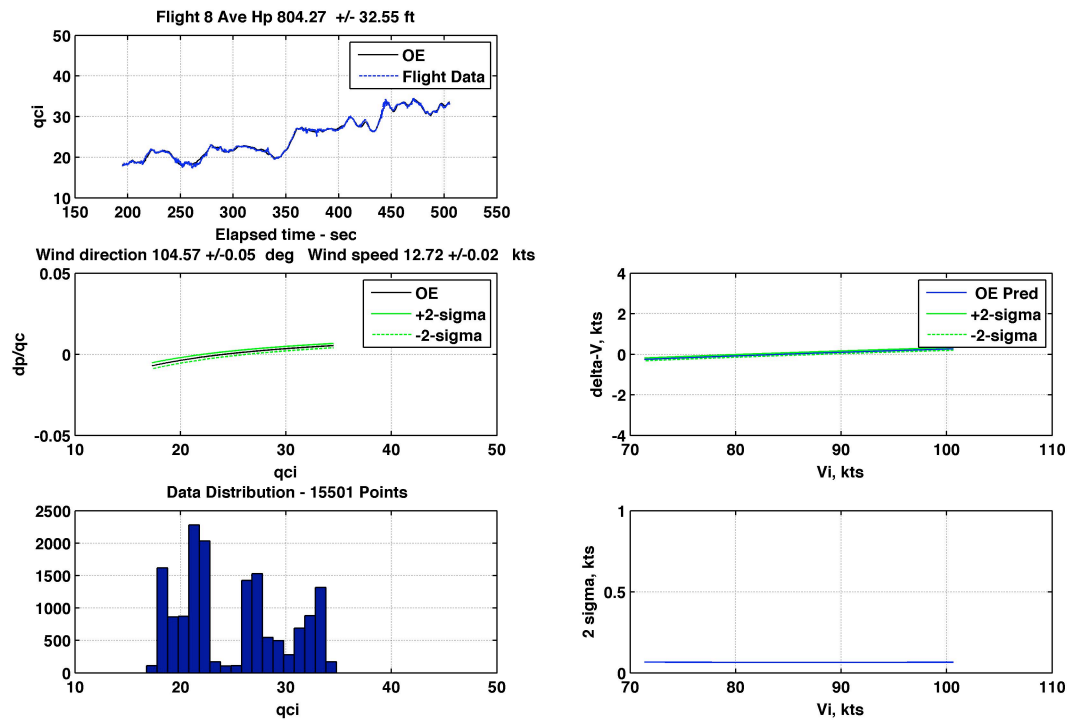 Flight 8 Ave Hp 804.27 +/- 32.55 ft
50
40
30
20
10
qci
OE
Flight Data
150 200 250 300 350 400 450 500 550
Elapsed time - sec
Wind direction 104.57 +/-0.05 deg Wind speed 12.72 +/-0.02 kts
0.05
0
-0.05
dp/qc
OE
+2-sigma
-2-sigma
10 20 30 40 50
qci
4
2
0
-2
-4
delta-V, kts
OE Pred
+2-sigma
-2-sigma
70 80 90 100 110
Vi, kts
Data Distribution - 15501 Points
2500
2000
1500
1000
500
0
10 20 30 40 50
qci
1
0.5
0
2 sigma, kts
70 80 90 100 110
Vi, kts